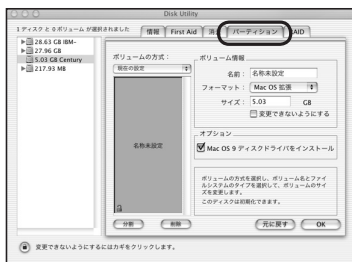 Disk Utility
1 ディスク と 0 ボリューム が選択されました
情報
First Aid
消去
パーティション
RAID
28.63 GB IBM-
27.96 GB
5.03 GB Century
217.93 MB
ボリュームの方式：
現在の設定
名称未設定
分割
削除
ボリューム情報
名前： 名称未設定
フォーマット： Mac OS 拡張
サイズ： 5.03 GB
変更できないようにする
オプション
Mac OS 9 ディスクドライバをインストール
ボリュームの方式を選択し、ボリューム名とファイ
ルシステムのタイプを選択して、ボリュームのサイ
ズを変更します。
このディスクは初期化できます。
元に戻す
OK
変更できないようにするにはカギをクリックします。